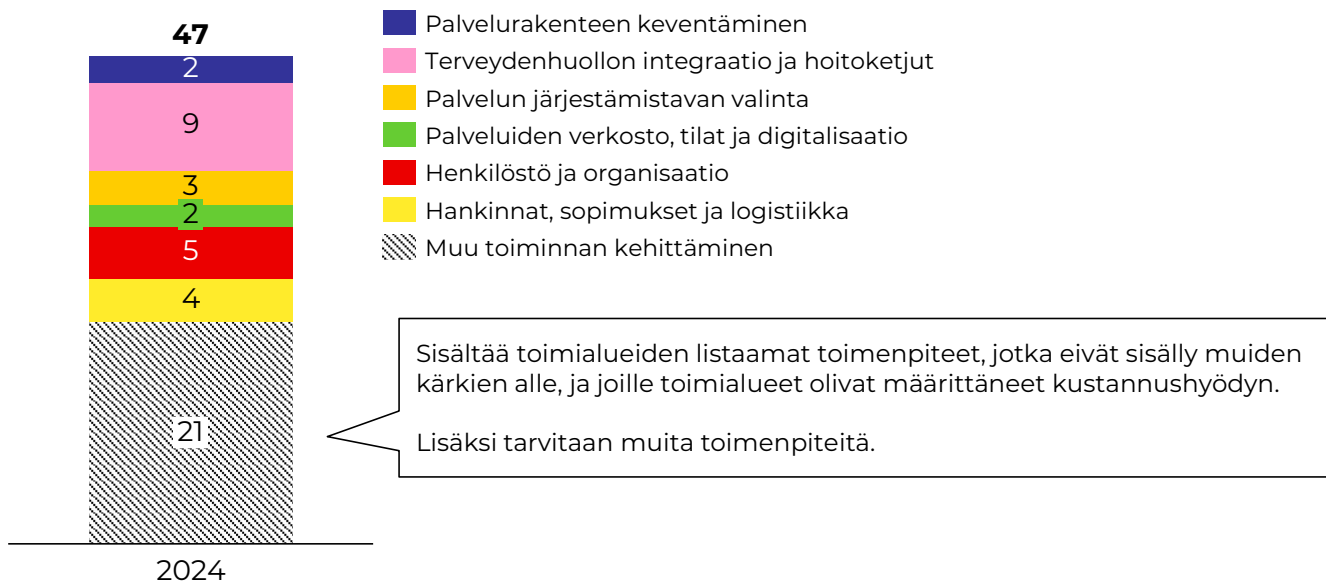 47
2
9
3
2
5
4
21
2024
Palvelurakenteen keventäminen
Terveydenhuollon integraatio ja hoitoketjut
Palvelun järjestämistavan valinta
Palveluiden verkosto, tilat ja digitalisaatio
Henkilöstö ja organisaatio
Hankinnat, sopimukset ja logistiikka
Muu toiminnan kehittäminen
Sisältää toimialueiden listaamat toimenpiteet, jotka eivät sisälly muiden
kärkien alle, ja joille toimialueet olivat määrittäneet kustannushyödyn.
Lisäksi tarvitaan muita toimenpiteitä.